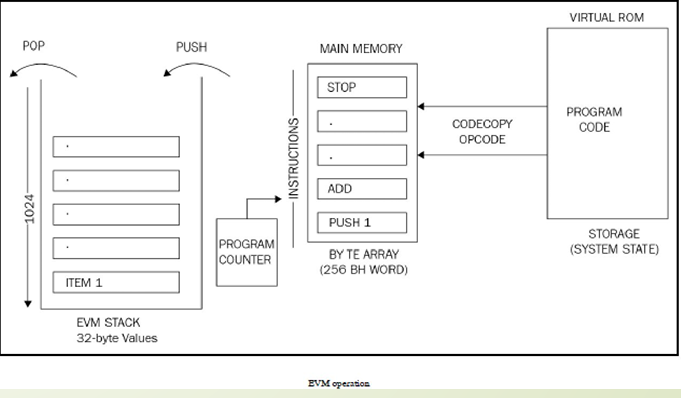 POP
PUSH
1024
.
.
.
.
ITEM 1
EVM STACK
32-byte Values
PROGRAM
COUNTER
INSTRUCTIONS
MAIN MEMORY
STOP
.
.
ADD
PUSH 1
BY TE ARRAY
(256 BH WORD)
CODECOPY
OPCODE
VIRTUAL ROM
PROGRAM
CODE
STORAGE
(SYSTEM STATE)
EVM operation